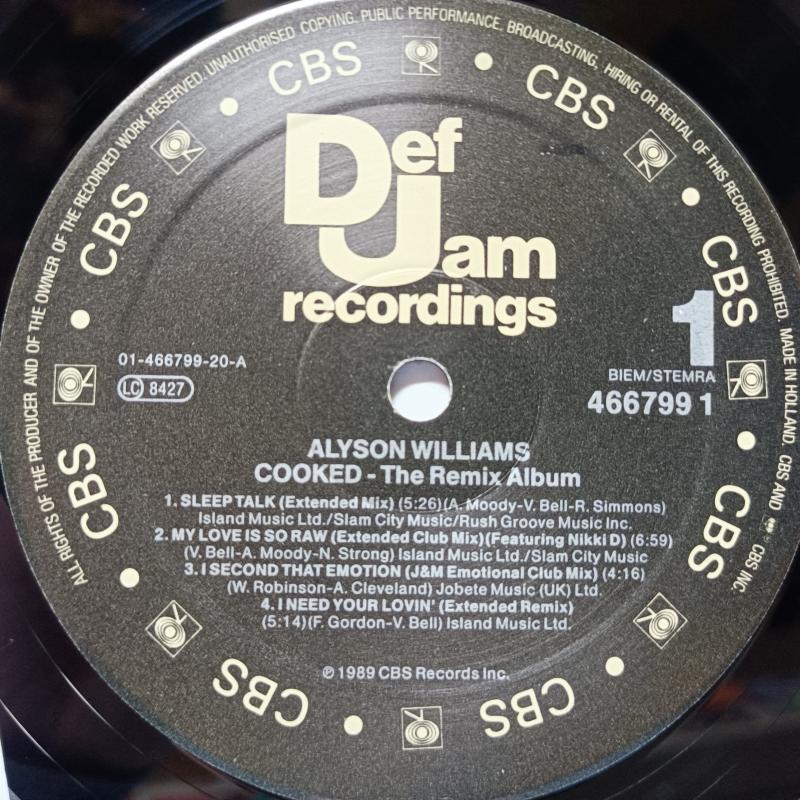 ALL RIGHTS OF THE PRODUCER AND OF THE OWNER OF THE RECORDED WORK RESERVED. UNAUTHORISED COPYING, PUBLIC PERFORMANCE, BROADCASTING, HIRING OR RENTAL OF THIS RECORDING PROHIBITED. MADE IN HOLLAND. CBS AND CBS INC.
CBS CBS CBS CBS CBS CBS CBS CBS
Def
Jam
recordings
1
01-466799-20-A
LC 8427
BIEM/STEMRA
466799 1
ALYSON WILLIAMS
COOKED - The Remix Album
1. SLEEP TALK (Extended Mix) (5:26)(A. Moody-V. Bell-R. Simmons)
Island Music Ltd./Slam City Music/Rush Groove Music Inc.
2. MY LOVE IS SO RAW (Extended Club Mix)(Featuring Nikki D) (6:59)
(V. Bell-A. Moody-N. Strong) Island Music Ltd./Slam City Music
3. I SECOND THAT EMOTION (J&M Emotional Club Mix) (4:16)
(W. Robinson-A. Cleveland) Jobete Music (UK) Ltd.
4. I NEED YOUR LOVIN' (Extended Remix)
(5:14)(F. Gordon-V. Bell) Island Music Ltd.
℗ 1989 CBS Records Inc.